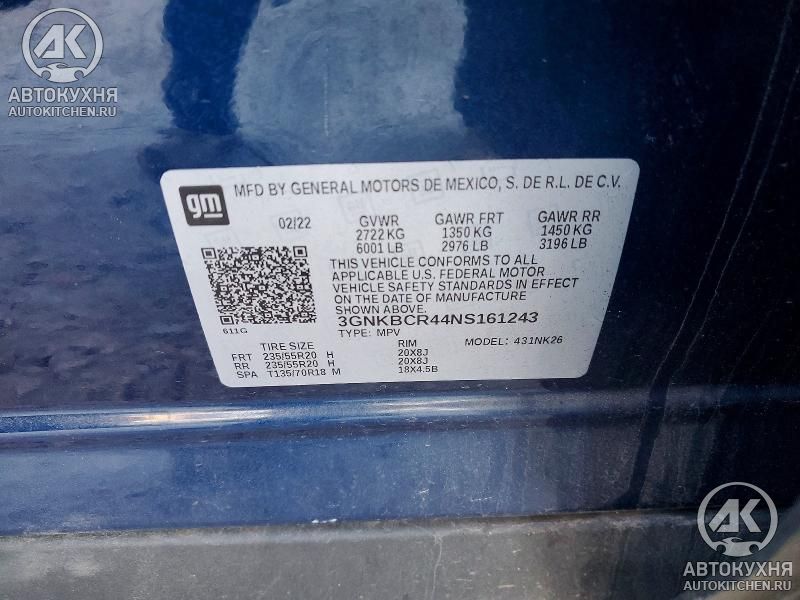 АВТОКУХНЯ
AUTOKITCHEN.RU
gm
MFD BY GENERAL MOTORS DE MEXICO, S. DE R.L. DE C.V.
02/22 GVWR GAWR FRT GAWR RR
2722 KG 1350 KG 1450 KG
6001 LB 2976 LB 3196 LB
THIS VEHICLE CONFORMS TO ALL
APPLICABLE U.S. FEDERAL MOTOR
VEHICLE SAFETY STANDARDS IN EFFECT
ON THE DATE OF MANUFACTURE
SHOWN ABOVE.
611G
3GNKBCR44NS161243
TYPE: MPV MODEL: 431NK26
TIRE SIZE RIM
FRT 235/55R20 H 20X8J
RR 235/55R20 H 20X8J
SPA T135/70R18 M 18X4.5B
АВТОКУХНЯ
AUTOKITCHEN.RU